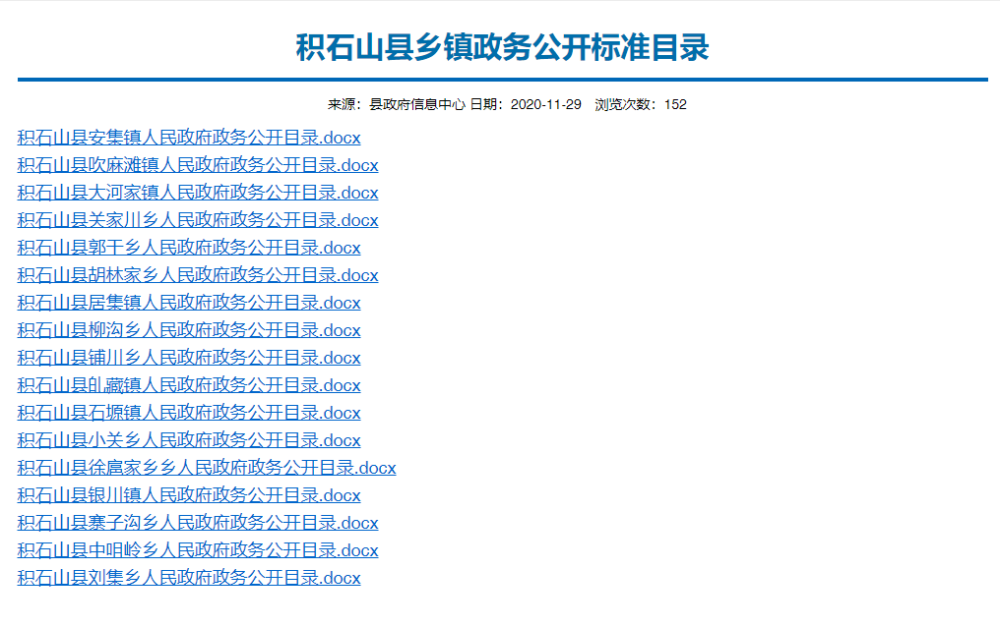 积石山县乡镇政务公开标准目录
来源：县政府信息中心 日期：2020-11-29 浏览次数：152
积石山县安集镇人民政府政务公开目录.docx
积石山县吹麻滩镇人民政府政务公开目录.docx
积石山县大河家镇人民政府政务公开目录.docx
积石山县关家川乡人民政府政务公开目录.docx
积石山县郭干乡人民政府政务公开目录.docx
积石山县胡林家乡人民政府政务公开目录.docx
积石山县居集镇人民政府政务公开目录.docx
积石山县柳沟乡人民政府政务公开目录.docx
积石山县铺川乡人民政府政务公开目录.docx
积石山县癿藏镇人民政府政务公开目录.docx
积石山县石塬镇人民政府政务公开目录.docx
积石山县小关乡人民政府政务公开目录.docx
积石山县徐扈家乡乡人民政府政务公开目录.docx
积石山县银川镇人民政府政务公开目录.docx
积石山县寨子沟乡人民政府政务公开目录.docx
积石山县中咀岭乡人民政府政务公开目录.docx
积石山县刘集乡人民政府政务公开目录.docx